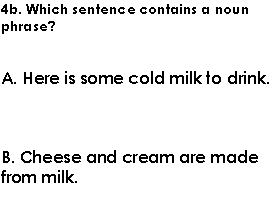 4b. Which sentence contains a noun
phrase?
A. Here is some cold milk to drink.
B. Cheese and cream are made
from milk.